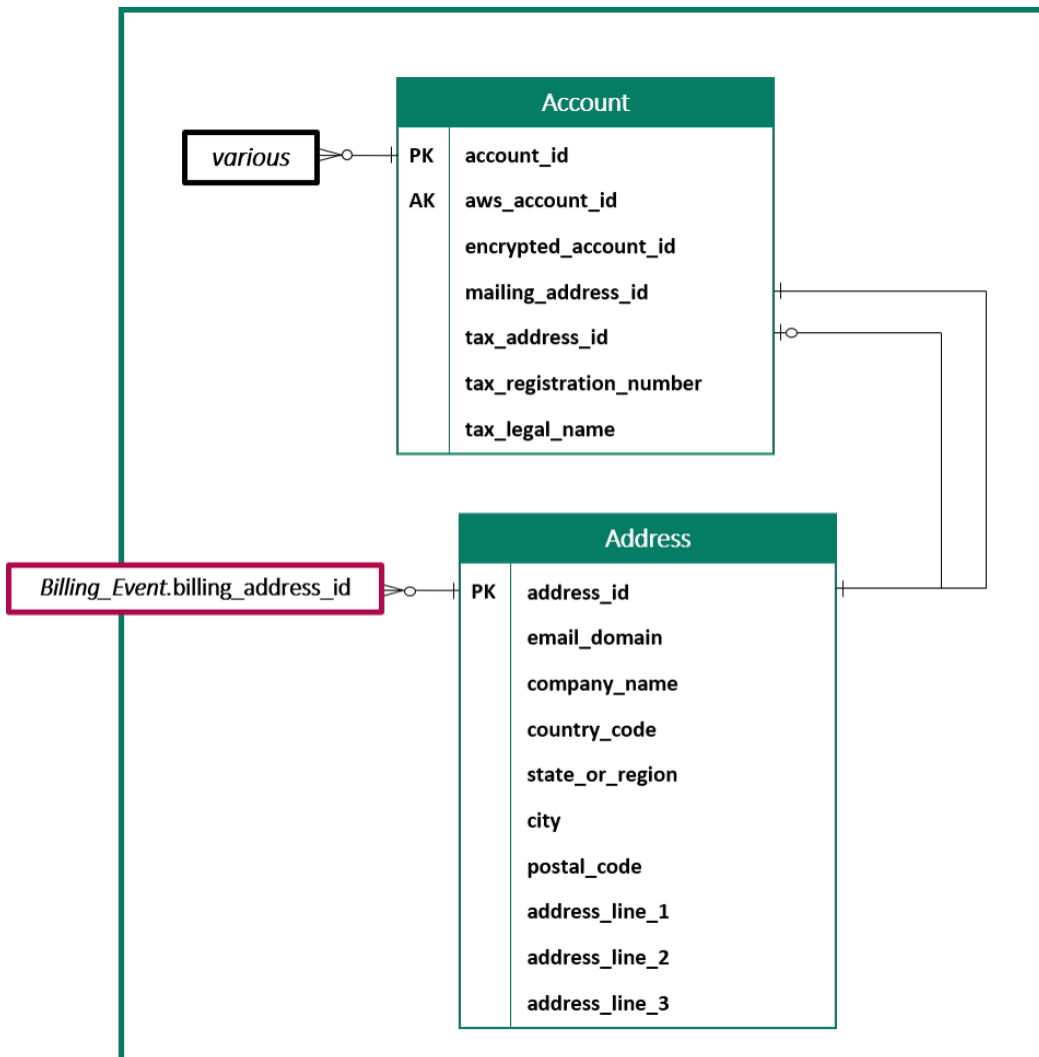 Account
various
PK account_id
AK aws_account_id
encrypted_account_id
mailing_address_id
tax_address_id
tax_registration_number
tax_legal_name
Address
Billing_Event.billing_address_id
PK address_id
email_domain
company_name
country_code
state_or_region
city
postal_code
address_line_1
address_line_2
address_line_3